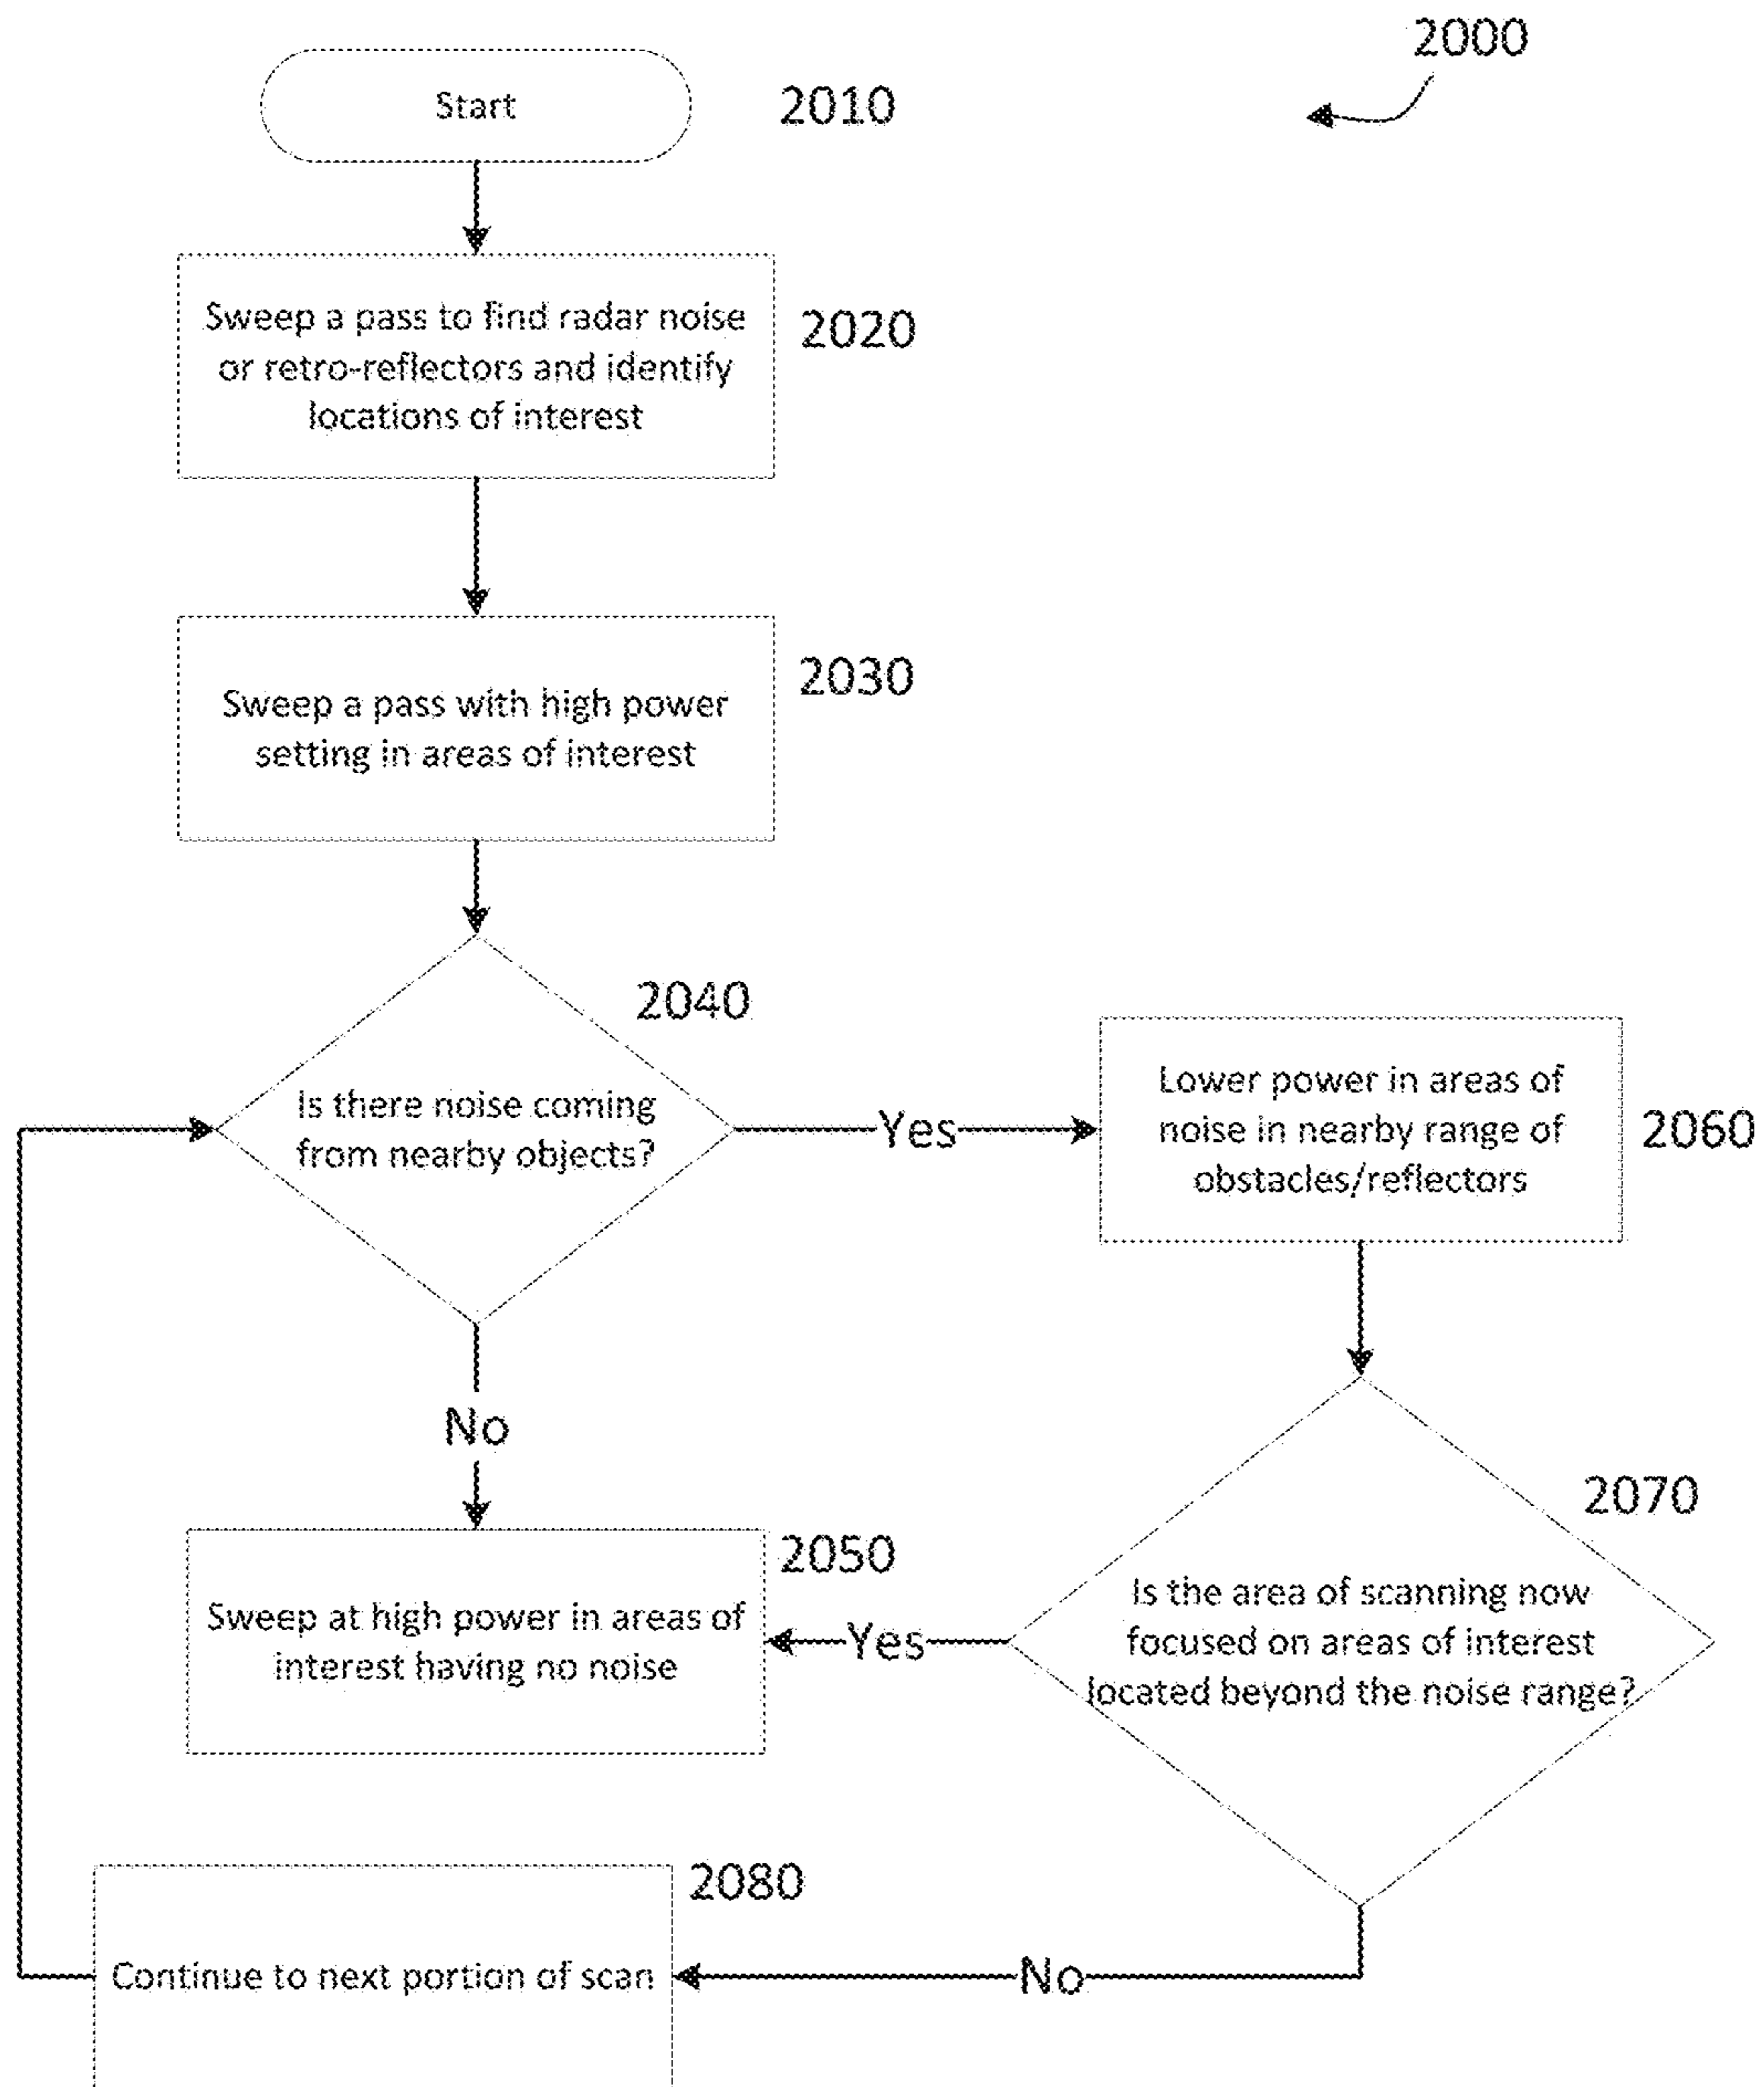 2000
Start
2010
Sweep a pass to find radar noise
or retro-reflectors and identify
locations of interest
2020
Sweep a pass with high power
setting in areas of interest
2030
2040
Is there noise coming
from nearby objects?
Yes
Lower power in areas of
noise in nearby range of
obstacles/reflectors
2060
No
2050
Sweep at high power in areas of
interest having no noise
Yes
2070
Is the area of scanning now
focused on areas of interest
located beyond the noise range?
2080
Continue to next portion of scan
No